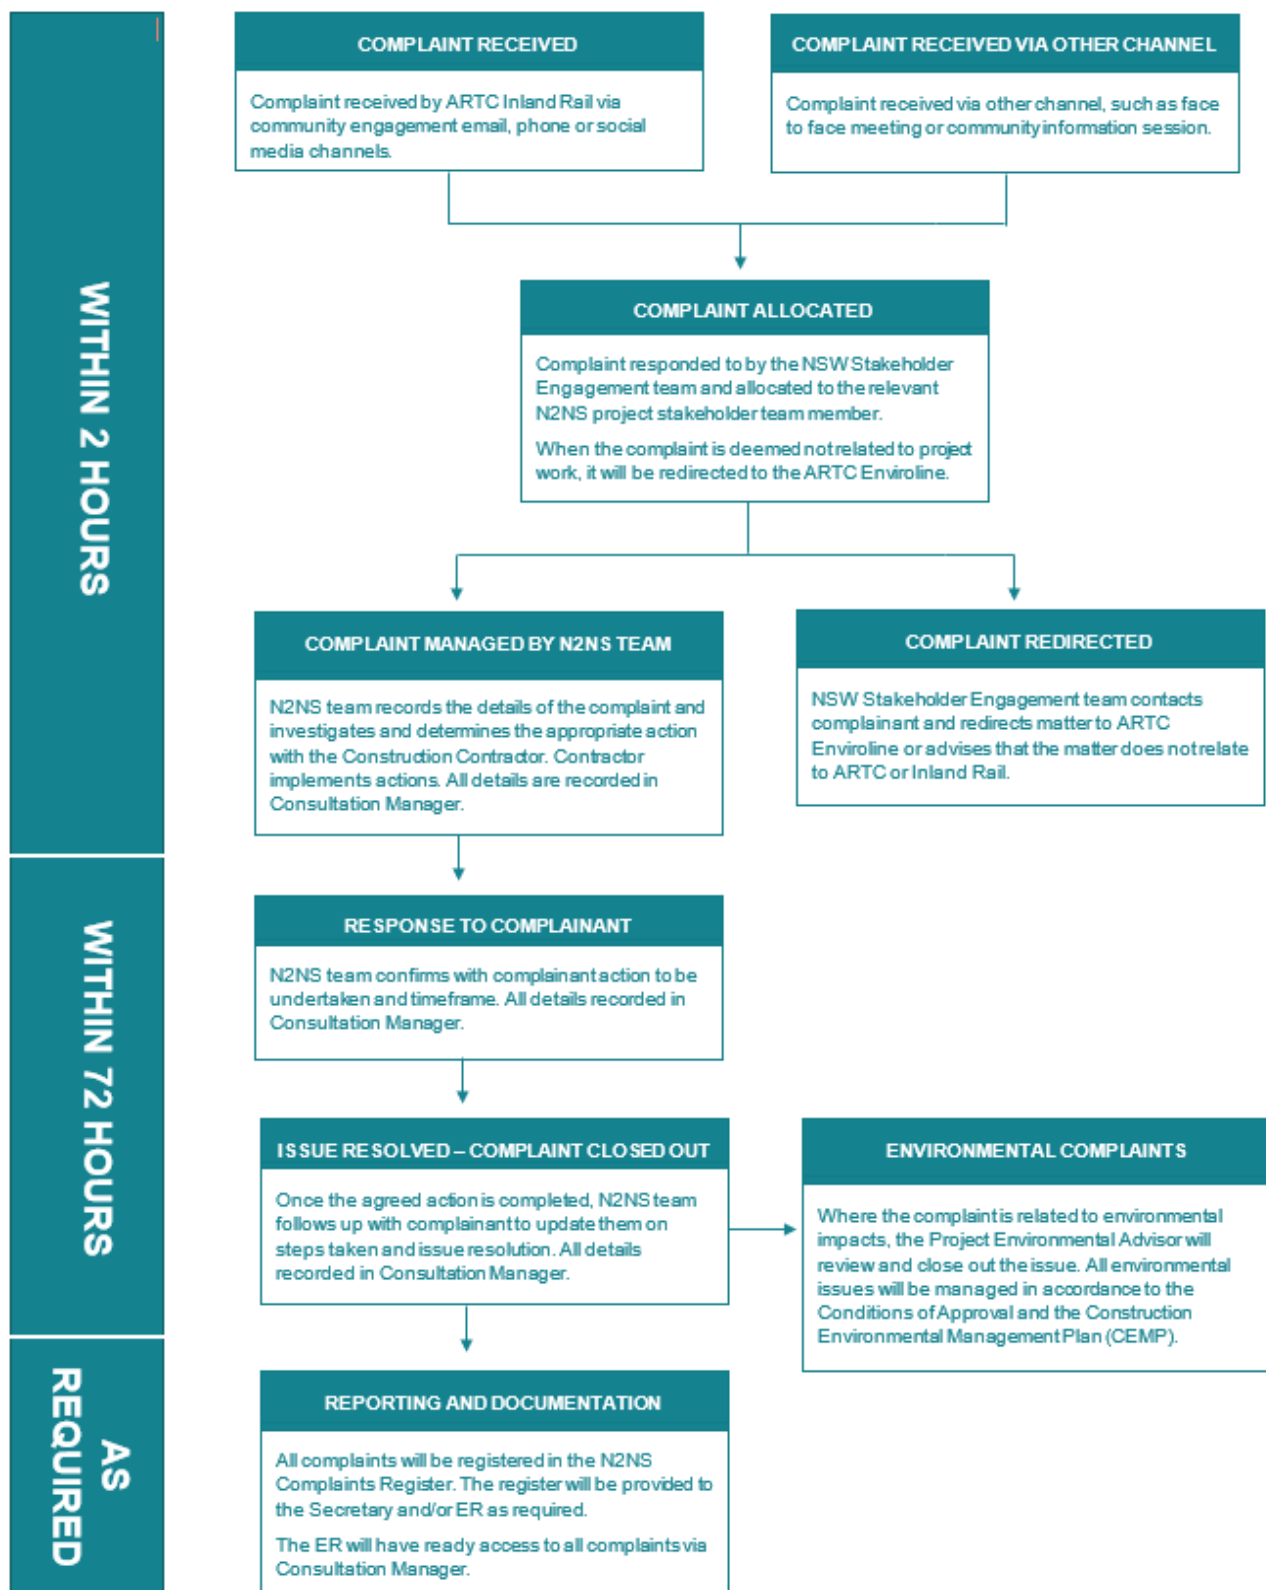 WITHIN 2 HOURS
COMPLAINT RECEIVED
Complaint received by ARTC Inland Rail via
community engagement email, phone or social
media channels.
COMPLAINT RECEIVED VIA OTHER CHANNEL
Complaint received via other channel, such as face
to face meeting or community information session.
COMPLAINT ALLOCATED
Complaint responded to by the NSW Stakeholder
Engagement team and allocated to the relevant
N2NS project stakeholder team member.
When the complaint is deemed not related to project
work, it will be redirected to the ARTC Enviroline.
COMPLAINT MANAGED BY N2NS TEAM
N2NS team records the details of the complaint and
investigates and determines the appropriate action
with the Construction Contractor. Contractor
implements actions. All details are recorded in
Consultation Manager.
COMPLAINT REDIRECTED
NSW Stakeholder Engagement team contacts
complainant and redirects matter to ARTC
Enviroline or advises that the matter does not relate
to ARTC or Inland Rail.
WITHIN 72 HOURS
RESPONSE TO COMPLAINANT
N2NS team confirms with complainant action to be
undertaken and timeframe. All details recorded in
Consultation Manager.
ISSUE RESOLVED – COMPLAINT CLOSED OUT
Once the agreed action is completed, N2NS team
follows up with complainant to update them on
steps taken and issue resolution. All details
recorded in Consultation Manager.
ENVIRONMENTAL COMPLAINTS
Where the complaint is related to environmental
impacts, the Project Environmental Advisor will
review and close out the issue. All environmental
issues will be managed in accordance to the
Conditions of Approval and the Construction
Environmental Management Plan (CEMP).
AS
REQUIRED
REPORTING AND DOCUMENTATION
All complaints will be registered in the N2NS
Complaints Register. The register will be provided to
the Secretary and/or ER as required.
The ER will have ready access to all complaints via
Consultation Manager.